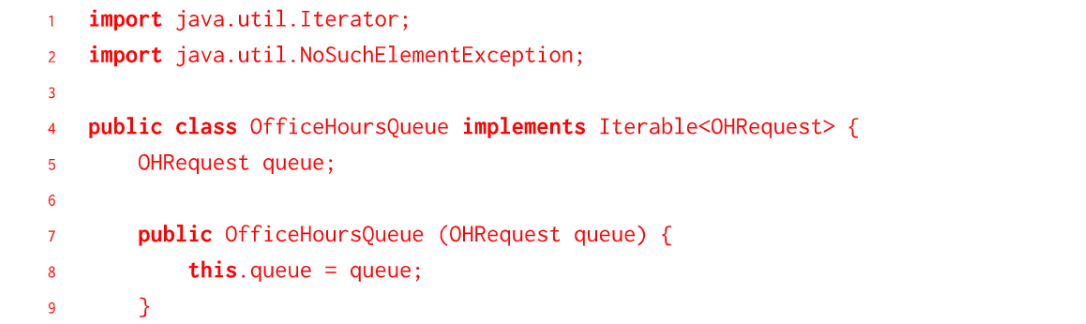 1 import java.util.Iterator;
2 import java.util.NoSuchElementException;
3
4 public class OfficeHoursQueue implements Iterable<OHRequest> {
5     OHRequest queue;
6
7     public OfficeHoursQueue (OHRequest queue) {
8         this.queue = queue;
9     }